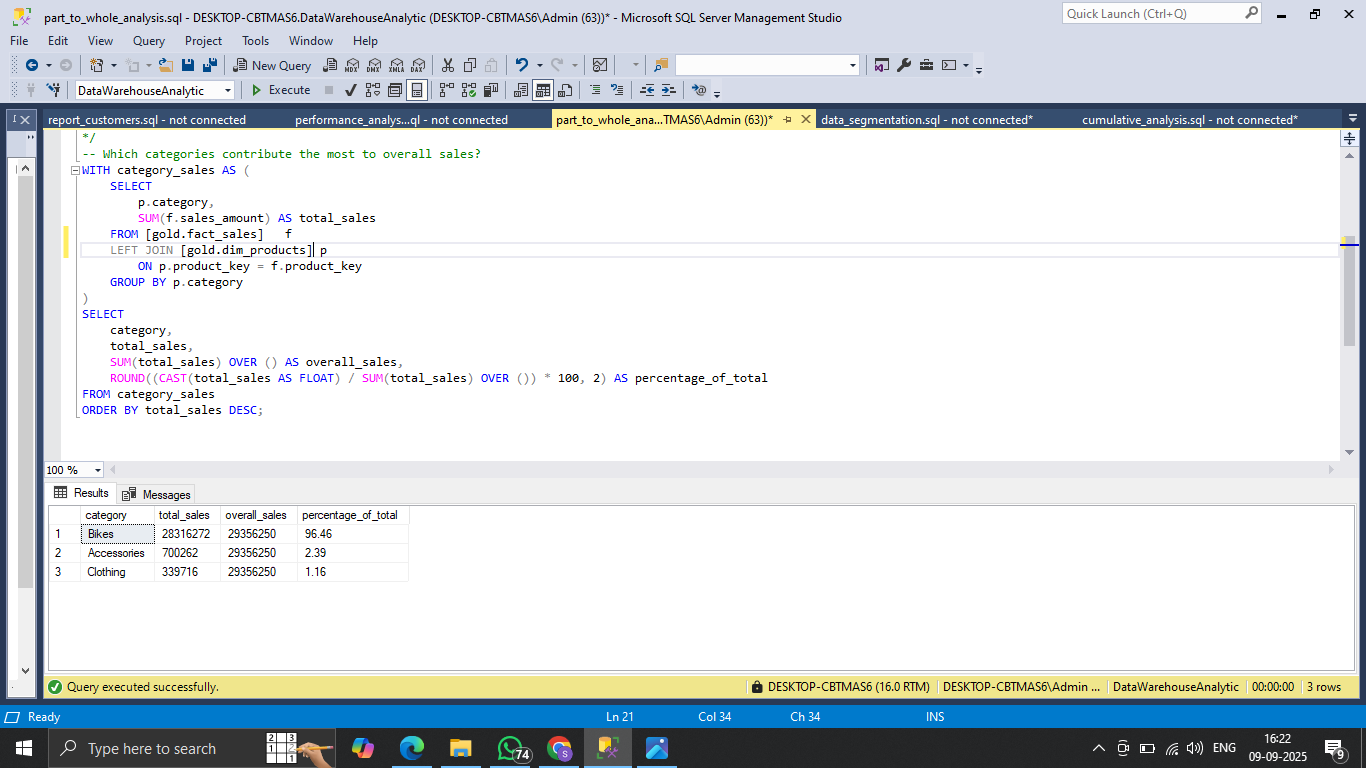 part_to_whole_analysis.sql - DESKTOP-CBTMAS6.DataWarehouseAnalytic (DESKTOP-CBTMAS6\Admin (63))* - Microsoft SQL Server Management Studio
Quick Launch (Ctrl+Q)
File Edit View Query Project Tools Window Help
New Query MDX DMX XMLA DAX
DataWarehouseAnalytic Execute
report_customers.sql - not connected performance_analys...ql - not connected part_to_whole_ana...TMAS6\Admin (63))* data_segmentation.sql - not connected* cumulative_analysis.sql - not connected*
*/
-- Which categories contribute the most to overall sales?
WITH category_sales AS (
SELECT
p.category,
SUM(f.sales_amount) AS total_sales
FROM [gold.fact_sales] f
LEFT JOIN [gold.dim_products] p
ON p.product_key = f.product_key
GROUP BY p.category
)
SELECT
category,
total_sales,
SUM(total_sales) OVER () AS overall_sales,
ROUND((CAST(total_sales AS FLOAT) / SUM(total_sales) OVER ()) * 100, 2) AS percentage_of_total
FROM category_sales
ORDER BY total_sales DESC;
100 %
Results Messages
category total_sales overall_sales percentage_of_total
1 Bikes 28316272 29356250 96.46
2 Accessories 700262 29356250 2.39
3 Clothing 339716 29356250 1.16
Query executed successfully. DESKTOP-CBTMAS6 (16.0 RTM) DESKTOP-CBTMAS6\Admin ... DataWarehouseAnalytic 00:00:00 3 rows
Ready Ln 21 Col 34 Ch 34 INS
Type here to search 74 S ENG 16:22
09-09-2025 9